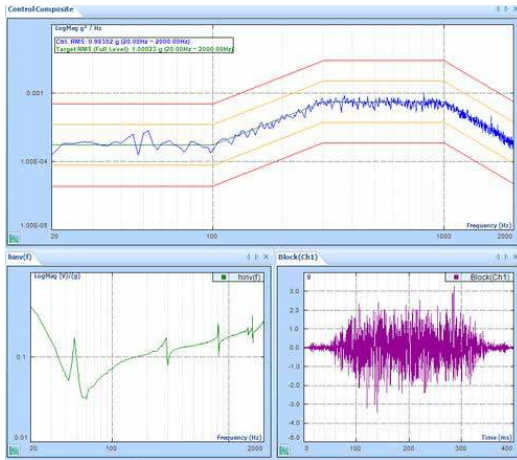 ControlComposite
LogMag g² / Hz
Ctrl. RMS: 0.98352 g (20.00Hz ~ 2000.00Hz)
Target RMS (Full Level): 1.00023 g (20.00Hz ~ 2000.00Hz)
0.001
1.00E-04
1.00E-05
20
100
1000
2000
Frequency (Hz)
hinv(f)
LogMag (V)/(g)
hinv(f)
0.1
0.01
20
100
2000
Frequency (Hz)
Block(Ch1)
g
Block(Ch1)
3.0
2.0
1.0
0.0
-1.0
-2.0
-3.0
-4.0
-5.0
0
100
200
300
400
Time (ms)